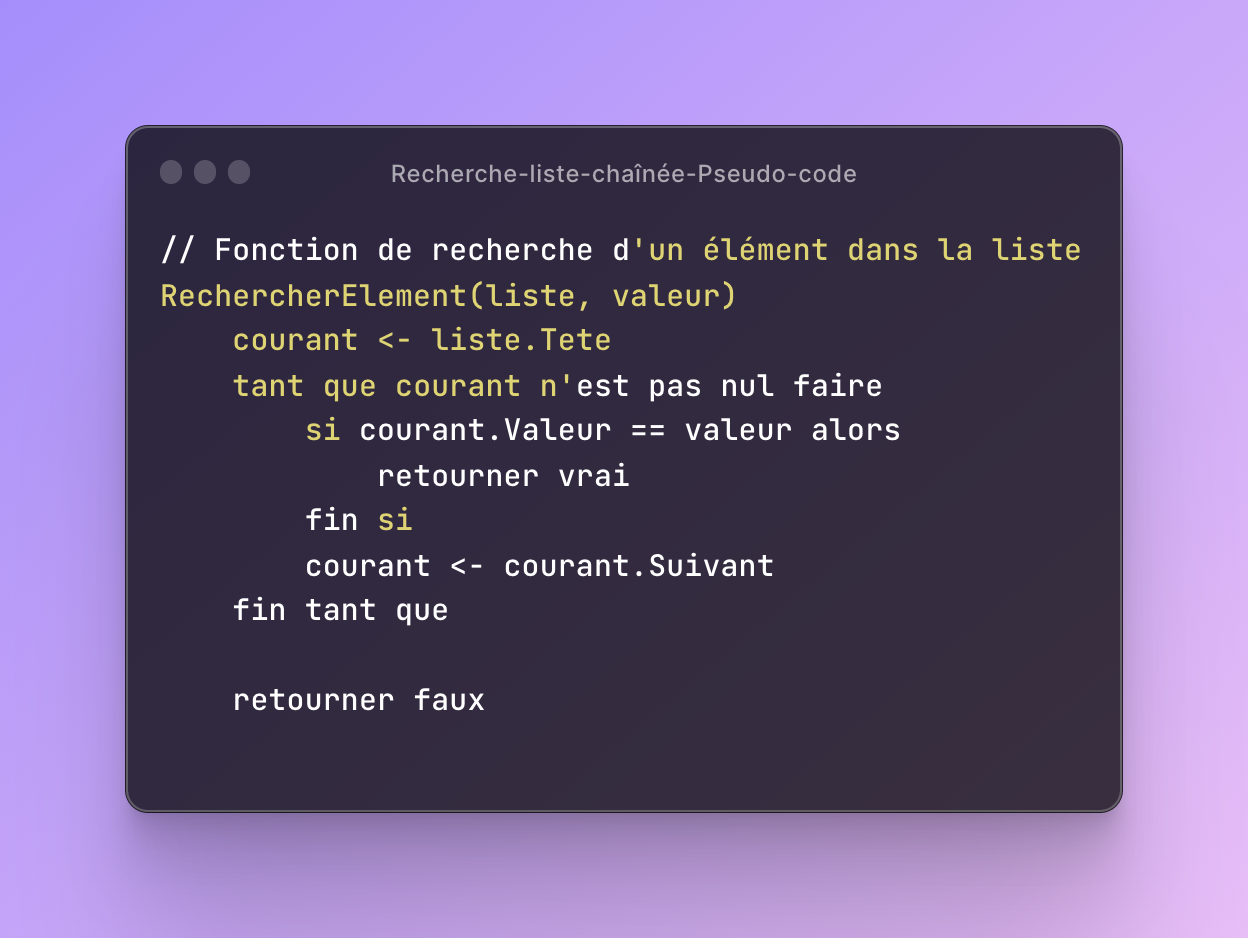 Recherche-liste-chaînée-Pseudo-code
// Fonction de recherche d'un élément dans la liste
RechercherElement(liste, valeur)
    courant <- liste.Tete
    tant que courant n'est pas nul faire
        si courant.Valeur == valeur alors
            retourner vrai
        fin si
        courant <- courant.Suivant
    fin tant que
    retourner faux